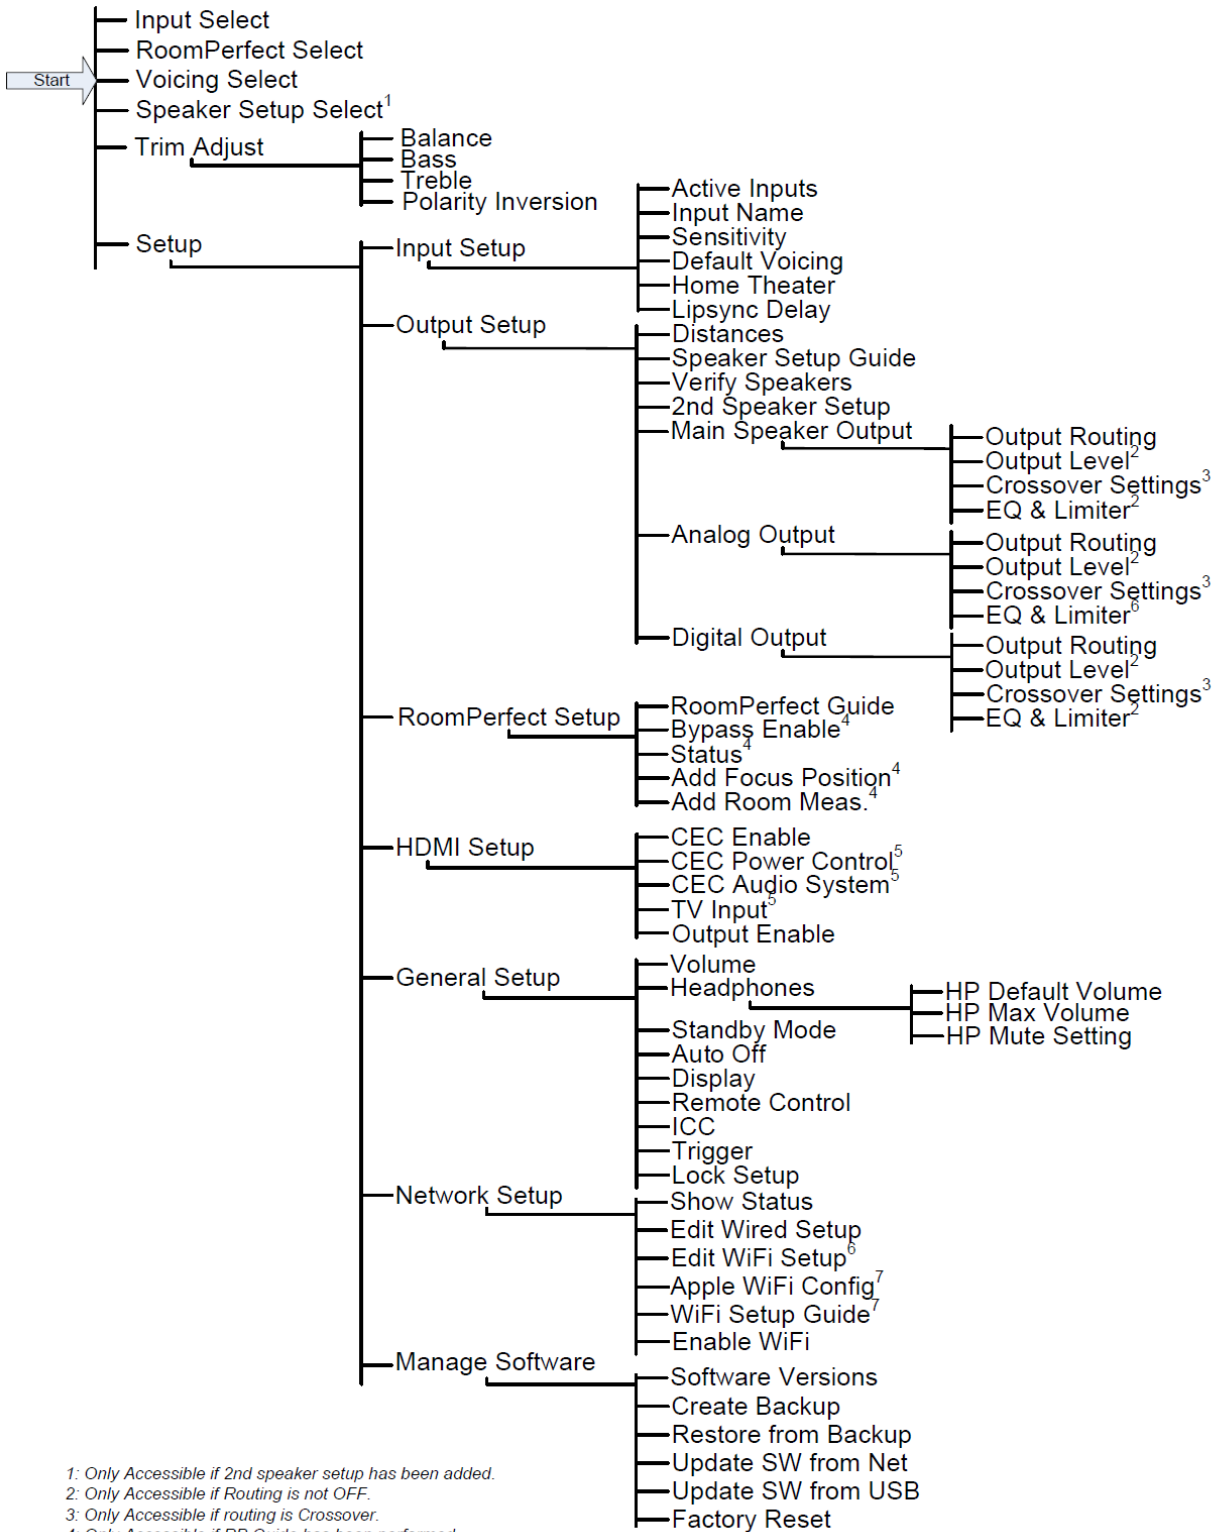 Input Select
RoomPerfect Select
Start
Voicing Select
Speaker Setup Select1
Trim Adjust
Balance
Bass
Treble
Polarity Inversion
Setup
Input Setup
Active Inputs
Input Name
Sensitivity
Default Voicing
Home Theater
Lipsync Delay
Output Setup
Distances
Speaker Setup Guide
Verify Speakers
2nd Speaker Setup
Main Speaker Output
Output Routing
Output Level2
Crossover Settings3
EQ & Limiter2
Analog Output
Output Routing
Output Level2
Crossover Settings3
EQ & Limiter6
Digital Output
Output Routing
Output Level2
Crossover Settings3
EQ & Limiter2
RoomPerfect Setup
RoomPerfect Guide
Bypass Enable4
Status4
Add Focus Position4
Add Room Meas.4
HDMI Setup
CEC Enable
CEC Power Control5
CEC Audio System5
TV Input5
Output Enable
General Setup
Volume
Headphones
HP Default Volume
HP Max Volume
HP Mute Setting
Standby Mode
Auto Off
Display
Remote Control
ICC
Trigger
Lock Setup
Network Setup
Show Status
Edit Wired Setup
Edit WiFi Setup6
Apple WiFi Config7
WiFi Setup Guide7
Enable WiFi
Manage Software
Software Versions
Create Backup
Restore from Backup
Update SW from Net
Update SW from USB
Factory Reset
1: Only Accessible if 2nd speaker setup has been added.
2: Only Accessible if Routing is not OFF.
3: Only Accessible if routing is Crossover.
4: Only Accessible if RP Guide has been performed